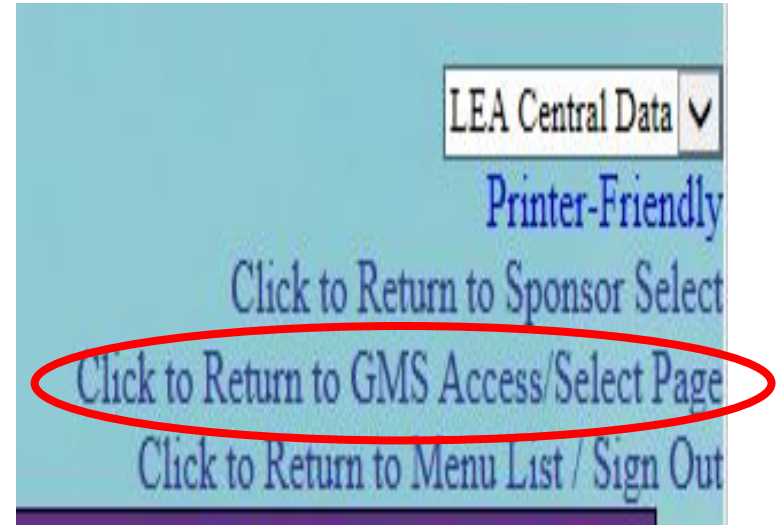 LEA Central Data
Printer-Friendly
Click to Return to Sponsor Select
Click to Return to GMS Access/Select Page
Click to Return to Menu List / Sign Out